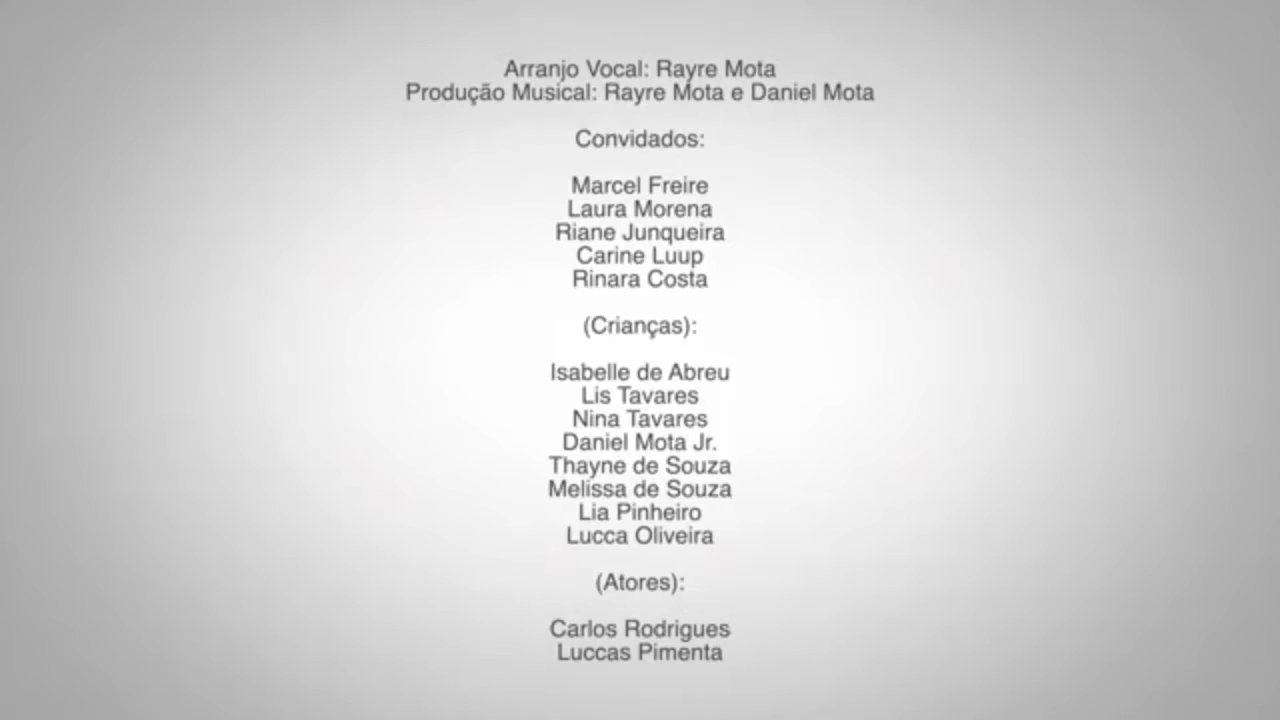 Arranjo Vocal: Rayre Mota
Produção Musical: Rayre Mota e Daniel Mota
Convidados:
Marcel Freire
Laura Morena
Riane Junqueira
Carine Luup
Rinara Costa
(Crianças):
Isabelle de Abreu
Lis Tavares
Nina Tavares
Daniel Mota Jr.
Thayne de Souza
Melissa de Souza
Lia Pinheiro
Lucca Oliveira
(Atores):
Carlos Rodrigues
Luccas Pimenta